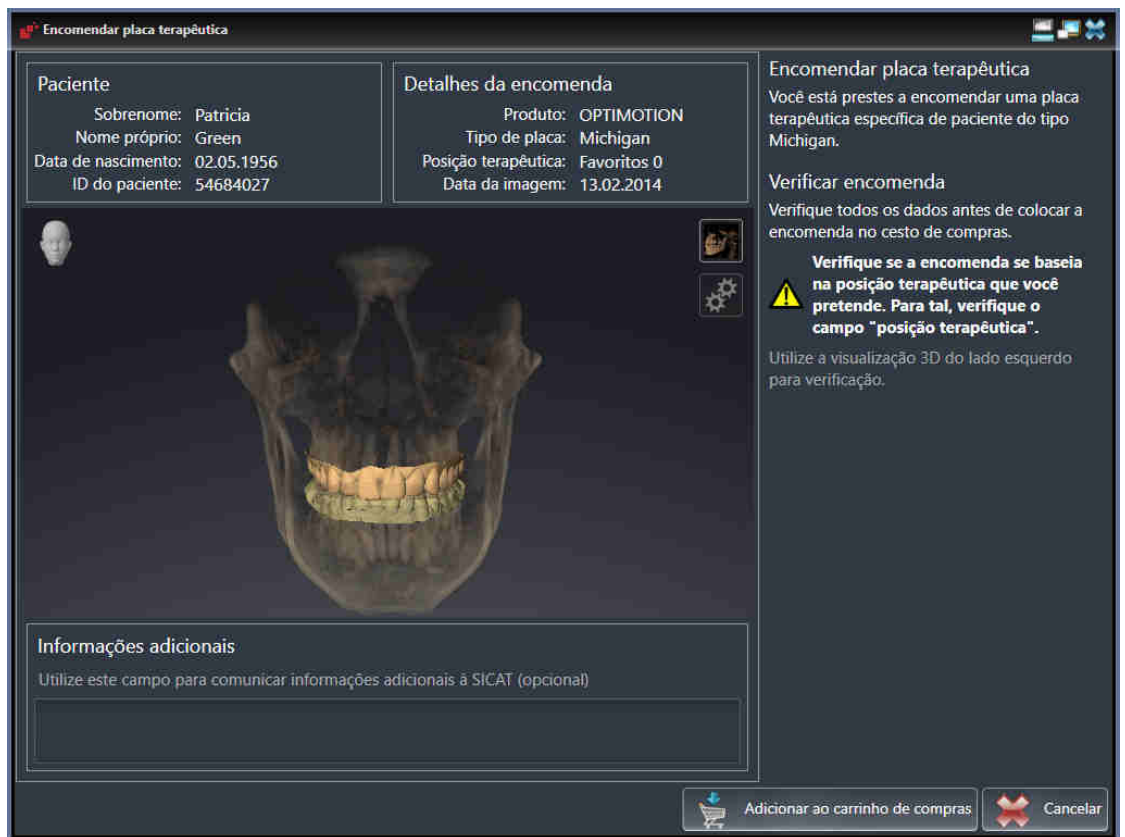 Encomendar placa terapêutica
Paciente
Sobrenome: Patricia
Nome próprio: Green
Data de nascimento: 02.05.1956
ID do paciente: 54684027
Detalhes da encomenda
Produto: OPTIMOTION
Tipo de placa: Michigan
Posição terapêutica: Favoritos 0
Data da imagem: 13.02.2014
Informações adicionais
Utilize este campo para comunicar informações adicionais à SICAT (opcional)
Encomendar placa terapêutica
Você está prestes a encomendar uma placa
terapêutica específica de paciente do tipo
Michigan.
Verificar encomenda
Verifique todos os dados antes de colocar a
encomenda no cesto de compras.
Verifique se a encomenda se baseia
na posição terapêutica que você
pretende. Para tal, verifique o
campo "posição terapêutica".
Utilize a visualização 3D do lado esquerdo
para verificação.
Adicionar ao carrinho de compras
Cancelar